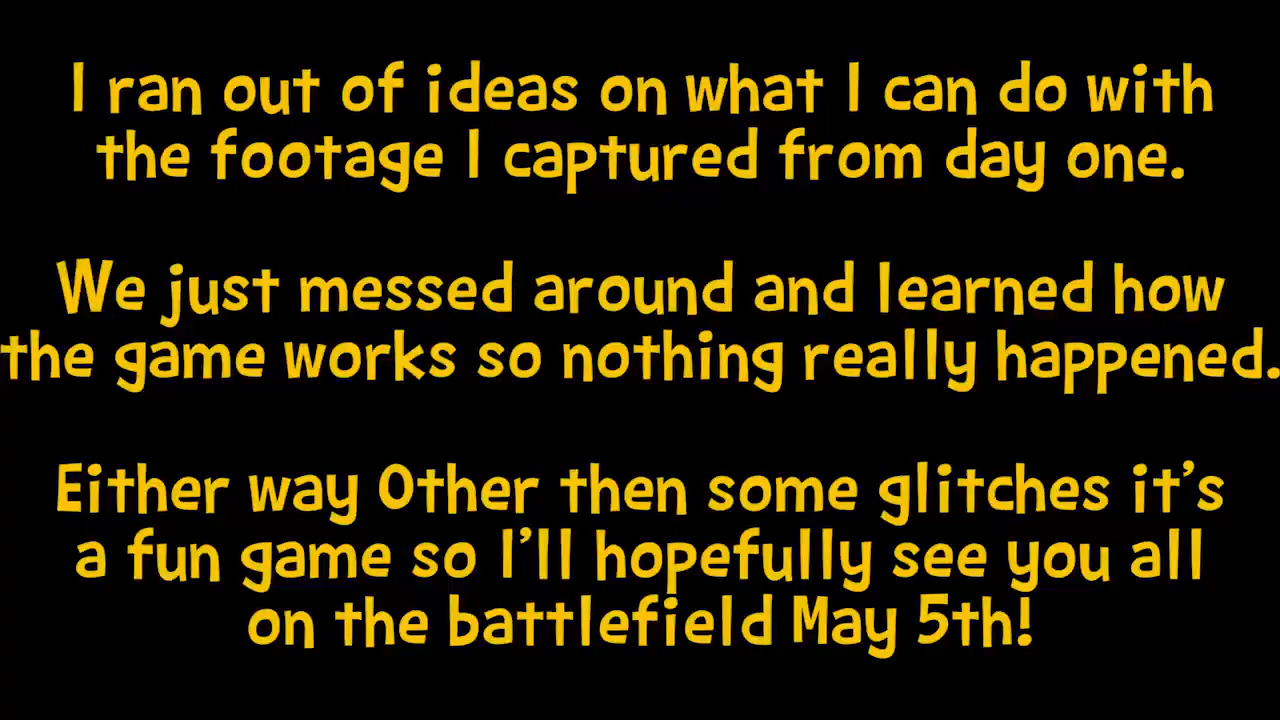 I ran out of ideas on what I can do with
the footage I captured from day one.
We just messed around and learned how
the game works so nothing really happened.
Either way Other then some glitches it's
a fun game so I'll hopefully see you all
on the battlefield May 5th!